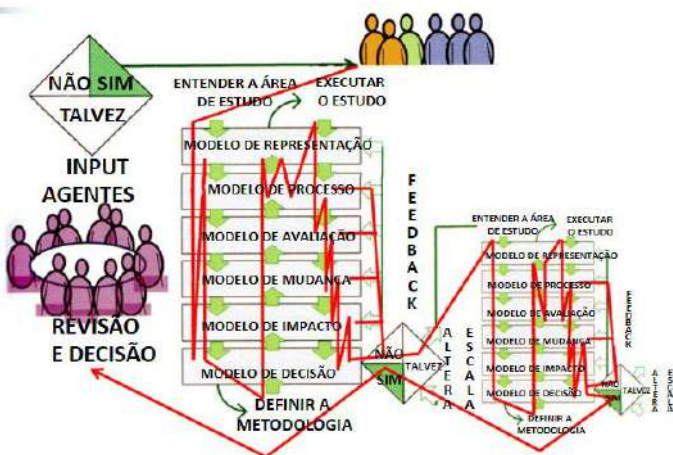 NÃO SIM
TALVEZ
INPUT
AGENTES
REVISÃO
E DECISÃO
ENTENDER A ÁREA
DE ESTUDO
EXECUTAR
O ESTUDO
MODELO DE REPRESENTAÇÃO
MODELO DE PROCESSO
MODELO DE AVALIAÇÃO
MODELO DE MUDANÇA
MODELO DE IMPACTO
MODELO DE DECISÃO
DEFINIR A
METODOLOGIA
FEEDBACK
NÃO
TALVEZ
SIM
ALTERA
ESCALA
ENTENDER A ÁREA
DE ESTUDO
EXECUTAR
O ESTUDO
MODELO DE REPRESENTAÇÃO
MODELO DE PROCESSO
MODELO DE AVALIAÇÃO
MODELO DE MUDANÇA
MODELO DE IMPACTO
MODELO DE DECISÃO
DEFINIR A
METODOLOGIA
FEEDBACK
NÃO
TALVEZ
SIM
ALTERA
ESCALA